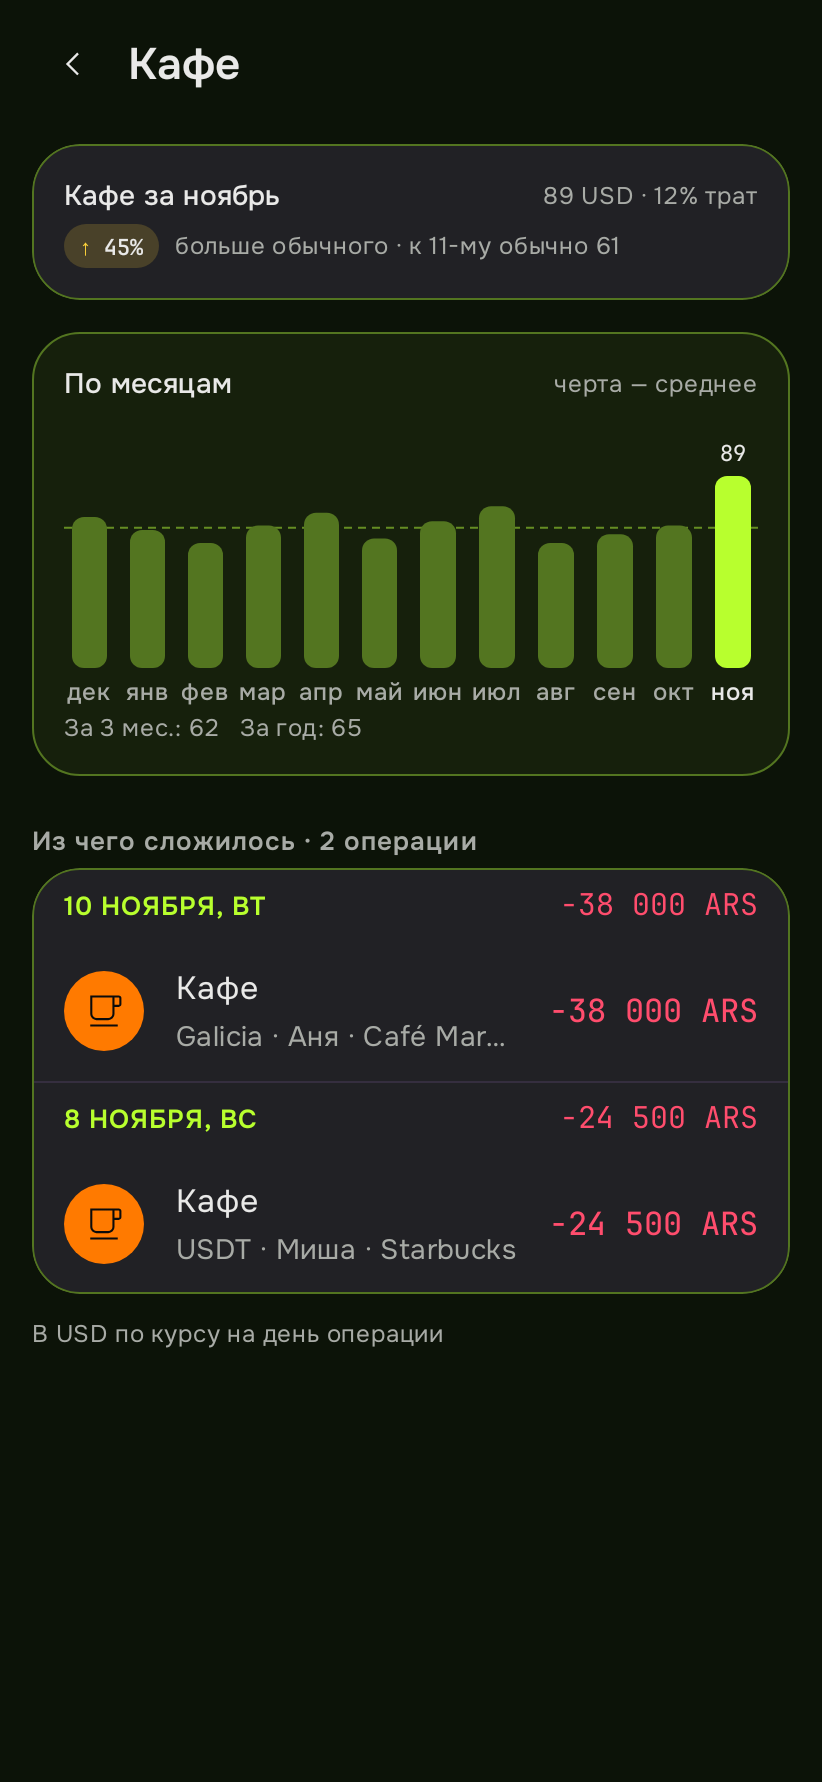 Кафе
Кафе за ноябрь 89 USD · 12% трат
↑ 45% больше обычного · к 11-му обычно 61
По месяцам черта — среднее
89
дек янв фев мар апр май июн июл авг сен окт ноя
За 3 мес.: 62 За год: 65
Из чего сложилось · 2 операции
10 НОЯБРЯ, ВТ -38 000 ARS
Кафе -38 000 ARS
Galicia · Аня · Café Mar...
8 НОЯБРЯ, ВС -24 500 ARS
Кафе -24 500 ARS
USDT · Миша · Starbucks
В USD по курсу на день операции